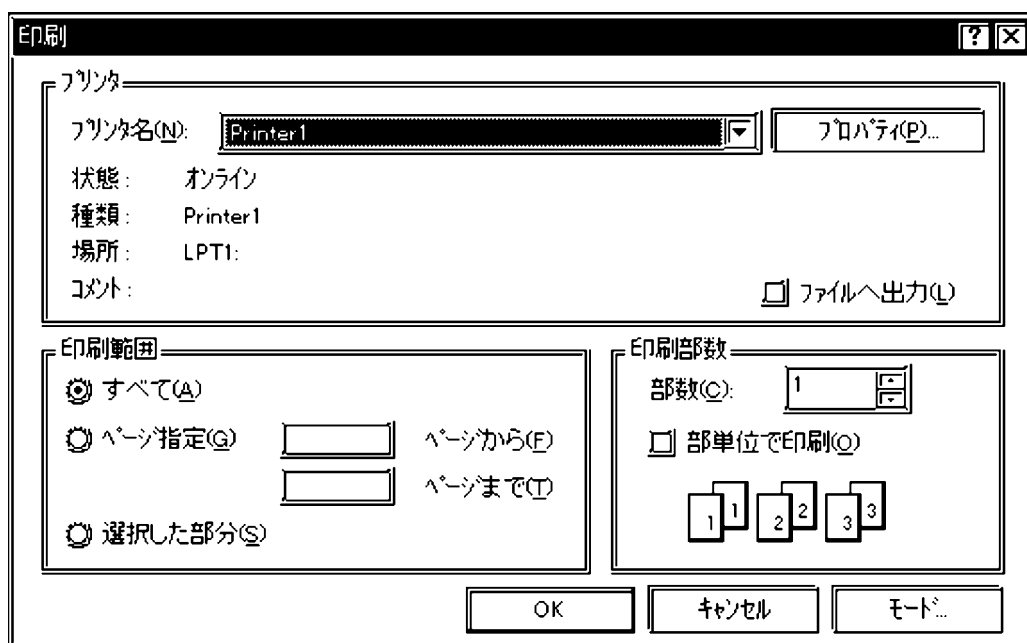 印刷
プリンタ
プリンタ名(N): Printer1 プロパティ(P)...
状態: オンライン
種類: Printer1
場所: LPT1:
コメント:
ファイルへ出力(L)
印刷範囲
すべて(A)
ページ指定(G) ページから(F)
ページまで(T)
選択した部分(S)
印刷部数
部数(C): 1
部単位で印刷(O)
1 1 2 2 3 3
OK キャンセル モード...